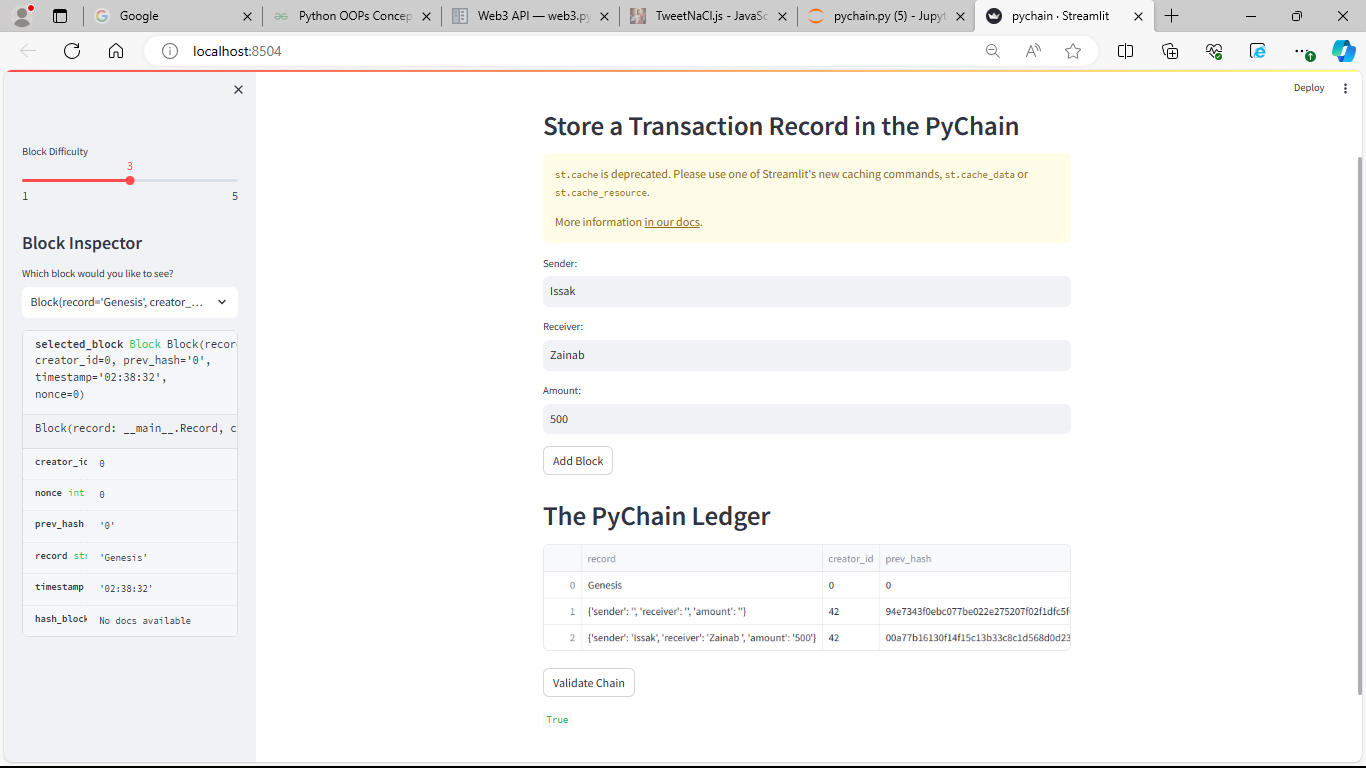 Google
Python OOPs Concep
Web3 API — web3.py
TweetNaCl.js - JavaSc
pychain.py (5) - Jupyt
pychain · Streamlit
localhost:8504
Deploy
Block Difficulty
3
1
5
Block Inspector
Which block would you like to see?
Block(record='Genesis', creator_...
selected_block Block Block(recor
creator_id=0, prev_hash='0',
timestamp='02:38:32',
nonce=0)
Block(record: __main__.Record, c
creator_id 0
nonce int 0
prev_hash '0'
record str 'Genesis'
timestamp '02:38:32'
hash_block No docs available
Store a Transaction Record in the PyChain
st.cache is deprecated. Please use one of Streamlit's new caching commands, st.cache_data or
st.cache_resource.
More information in our docs.
Sender:
Issak
Receiver:
Zainab
Amount:
500
Add Block
The PyChain Ledger
record creator_id prev_hash
0 Genesis 0 0
1 {'sender': '', 'receiver': '', 'amount': ''} 42 94e7343f0ebc077be022e275207f02f1dfc5f
2 {'sender': 'Issak', 'receiver': 'Zainab ', 'amount': '500'} 42 00a77b16130f14f15c13b33c8c1d568d0d23
Validate Chain
True